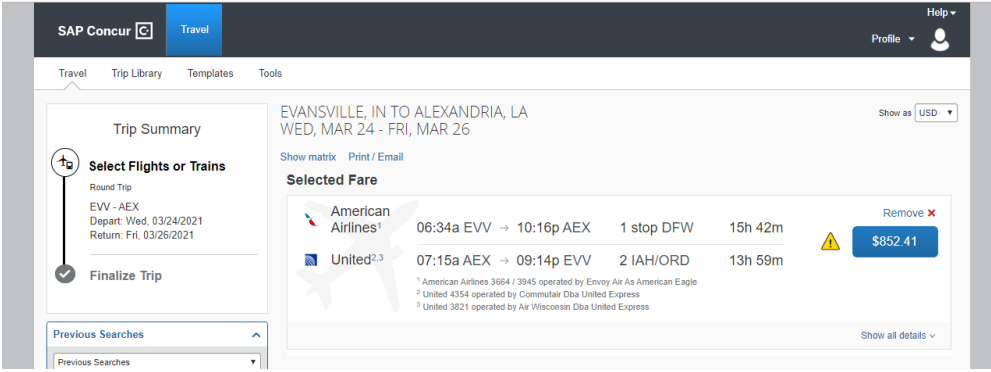 Help
SAP Concur C
Travel
Profile
Travel Trip Library Templates Tools
Trip Summary
Select Flights or Trains
Round Trip
EVV - AEX
Depart: Wed, 03/24/2021
Return: Fri, 03/26/2021
Finalize Trip
Previous Searches
Previous Searches
EVANSVILLE, IN TO ALEXANDRIA, LA
WED, MAR 24 - FRI, MAR 26
Show as USD
Show matrix Print / Email
Selected Fare
American
Airlines¹ 06:34a EVV → 10:16p AEX 1 stop DFW 15h 42m
United²,³ 07:15a AEX → 09:14p EVV 2 IAH/ORD 13h 59m
Remove ×
$852.41
¹ American Airlines 3664 / 3945 operated by Envoy Air As American Eagle
² United 4354 operated by Commutair Dba United Express
³ United 3821 operated by Air Wisconsin Dba United Express
Show all details